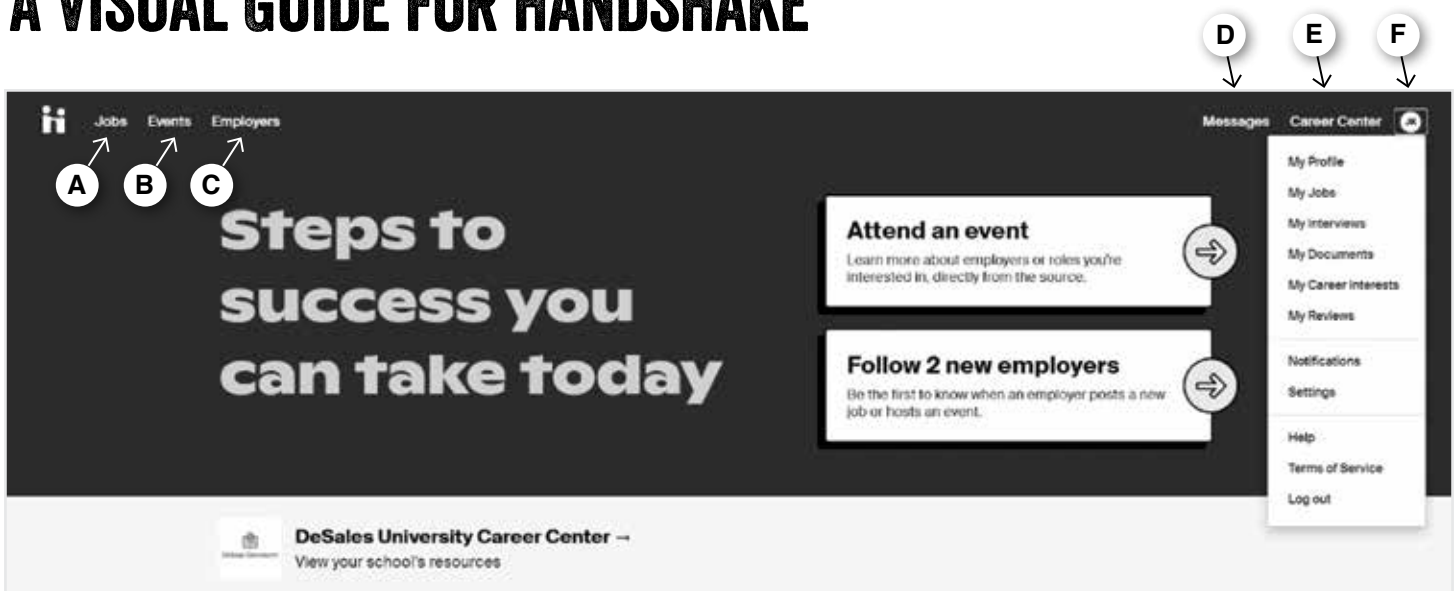 A VISUAL GUIDE FOR HANDSHAKE
D E F
Jobs Events Employers
Messages Career Center
A B C
Steps to
success you
can take today
Attend an event
Learn more about employers or roles you're
interested in, directly from the source.
Follow 2 new employers
Be the first to know when an employer posts a new
job or hosts an event.
My Profile
My Jobs
My Interviews
My Documents
My Career Interests
My Reviews
Notifications
Settings
Help
Terms of Service
Log out
DeSales University Career Center →
View your school's resources